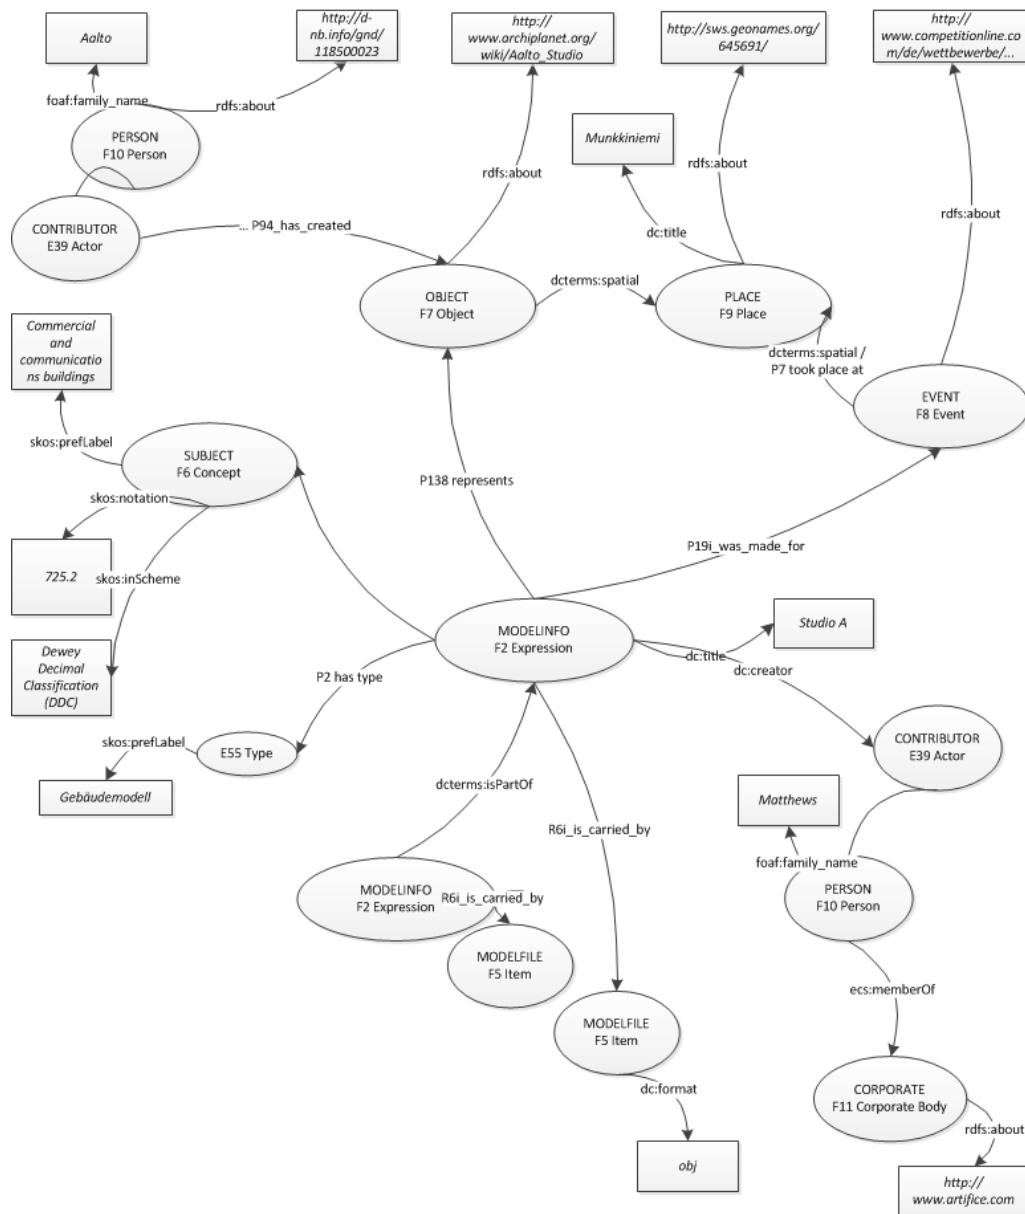 Aalto
http://d-
nb.info/gnd/
118500023
http://
www.archiplanet.org/
wiki/Aalto_Studio
http://sws.geonames.org/
645691/
http://
www.competitionline.co
m/de/wettbewerbe/...
foaf:family_name
rdfs:about
PERSON
F10 Person
Munkkiniemi
rdfs:about
rdfs:about
rdfs:about
CONTRIBUTOR
E39 Actor
... P94_has_created
dc:title
OBJECT
F7 Object
dcterms:spatial
PLACE
F9 Place
Commercial
and
communicatio
ns buildings
dcterms:spatial /
P7 took place at
EVENT
F8 Event
skos:prefLabel
SUBJECT
F6 Concept
P138 represents
skos:notation
725.2
skos:inScheme
P19i_was_made_for
MODELINFO
F2 Expression
Studio A
dc:title
dc:creator
Dewey
Decimal
Classification
(DDC)
P2 has type
skos:prefLabel
E55 Type
CONTRIBUTOR
E39 Actor
Gebäudemodell
dcterms:isPartOf
Matthews
R6i_is_carried_by
foaf:family_name
MODELINFO
F2 Expression
R6i_is_carried_by
PERSON
F10 Person
MODELFILE
F5 Item
ecs:memberOf
MODELFILE
F5 Item
dc:format
CORPORATE
F11 Corporate Body
rdfs:about
obj
http://
www.artifice.com